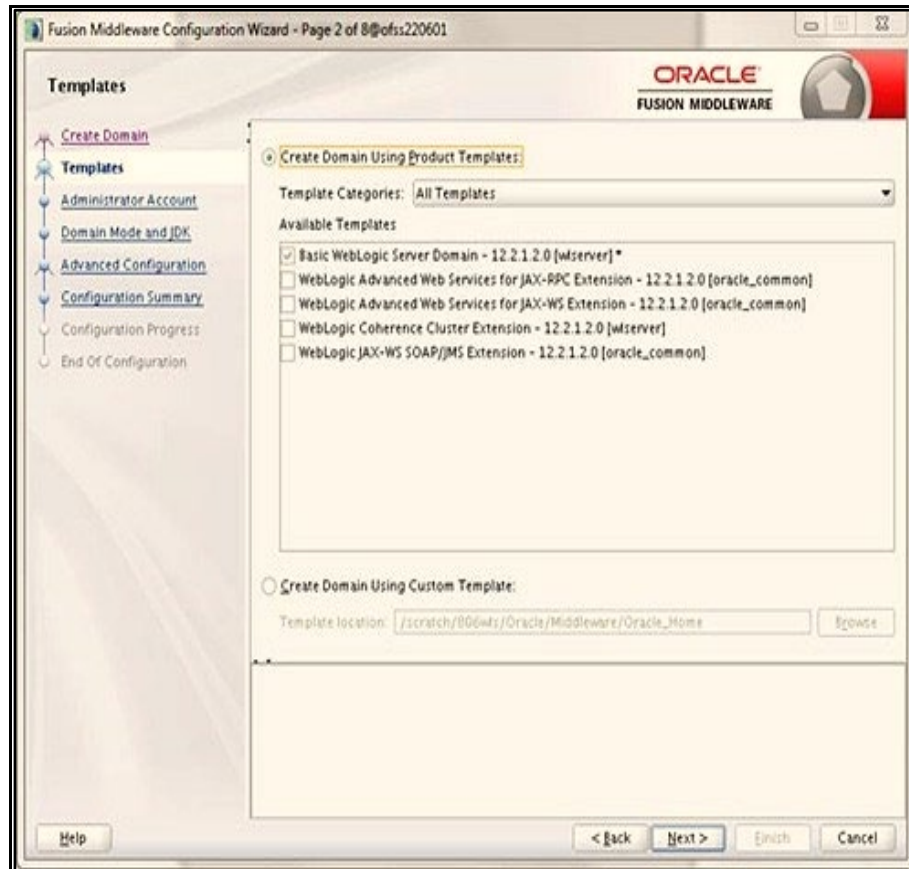 Fusion Middleware Configuration Wizard - Page 2 of 8@ofss220601
Templates
ORACLE
FUSION MIDDLEWARE
Create Domain
Templates
Administrator Account
Domain Mode and JDK
Advanced Configuration
Configuration Summary
Configuration Progress
End Of Configuration
Create Domain Using Product Templates:
Template Categories: All Templates
Available Templates
Basic WebLogic Server Domain - 12.2.1.2.0 [wlserver] *
WebLogic Advanced Web Services for JAX-RPC Extension - 12.2.1.2.0 [oracle_common]
WebLogic Advanced Web Services for JAX-WS Extension - 12.2.1.2.0 [oracle_common]
WebLogic Coherence Cluster Extension - 12.2.1.2.0 [wlserver]
WebLogic JAX-WS SOAP/JMS Extension - 12.2.1.2.0 [oracle_common]
Create Domain Using Custom Template:
Template location: /scratch/806wls/Oracle/Middleware/Oracle_Home Browse
Help < Back Next > Finish Cancel